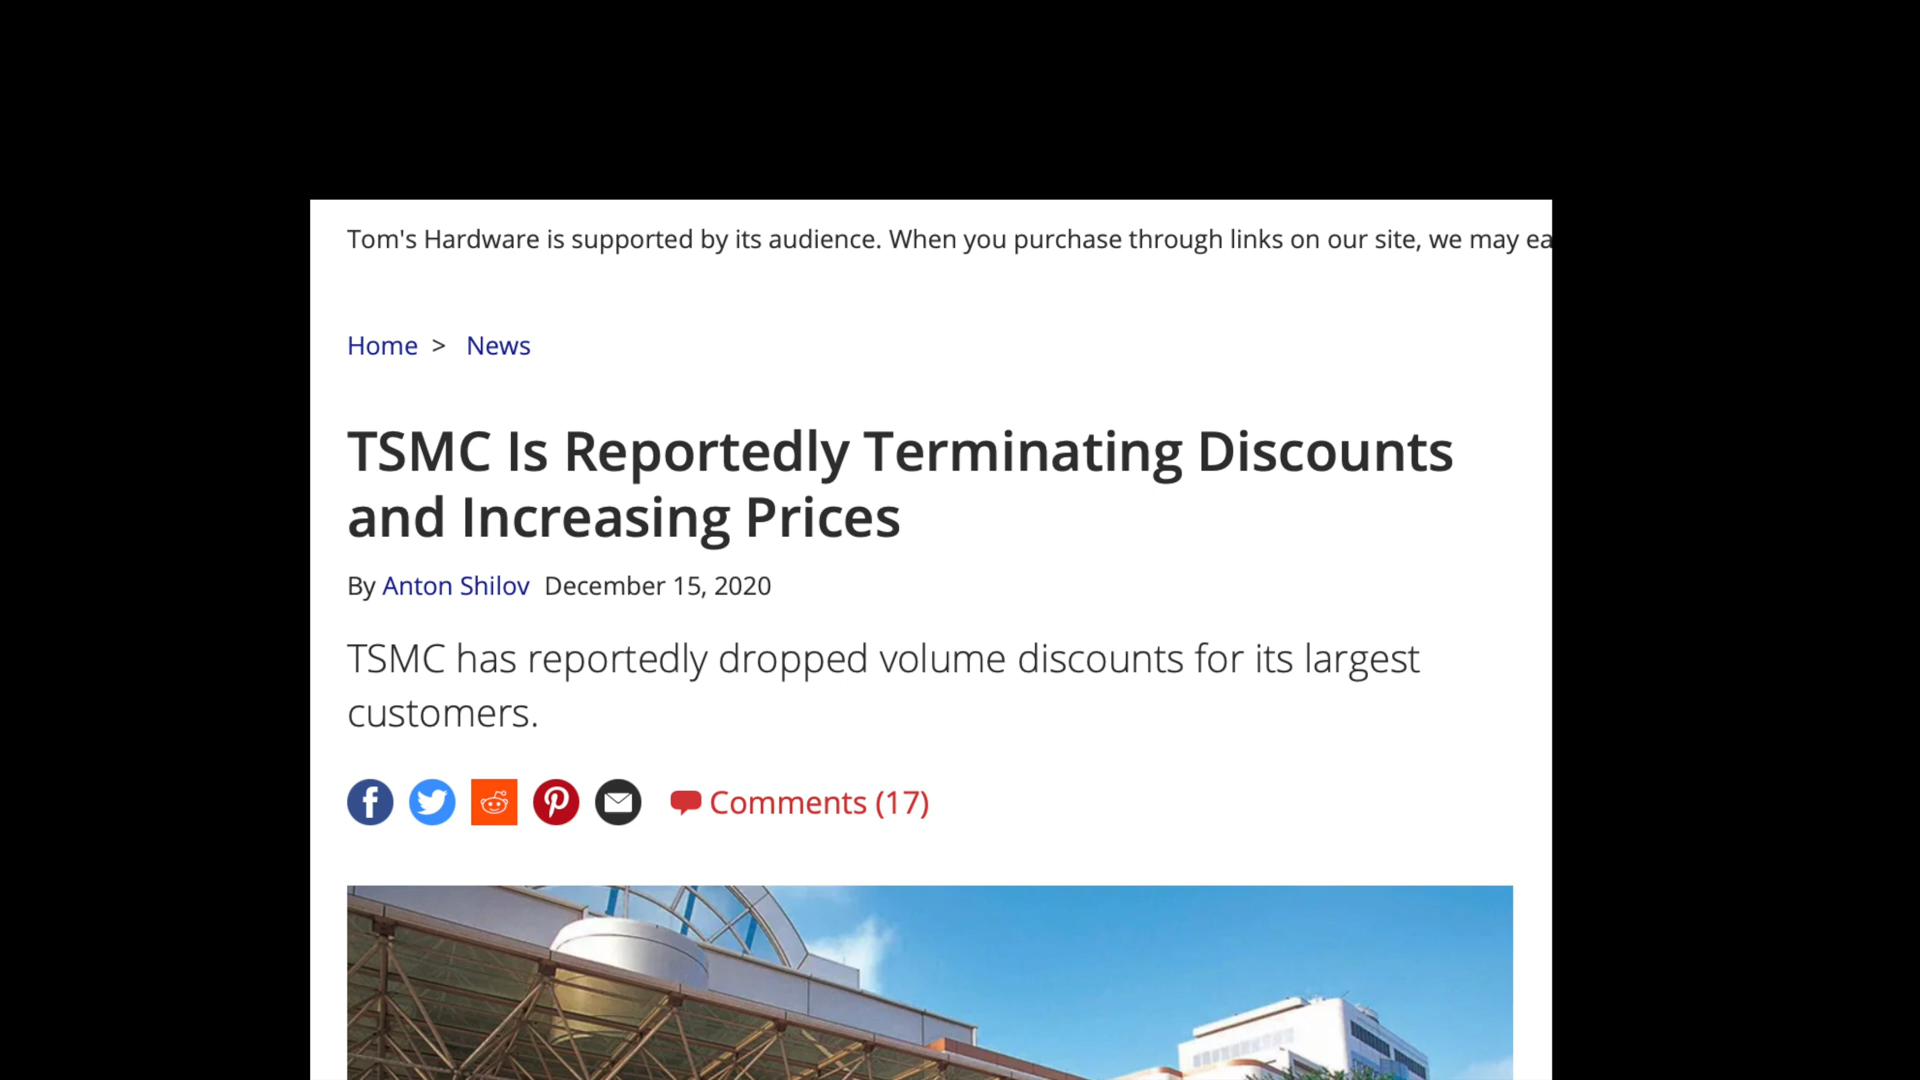 Tom's Hardware is supported by its audience. When you purchase through links on our site, we may ea
Home > News
TSMC Is Reportedly Terminating Discounts
and Increasing Prices
By Anton Shilov December 15, 2020
TSMC has reportedly dropped volume discounts for its largest
customers.
Comments (17)